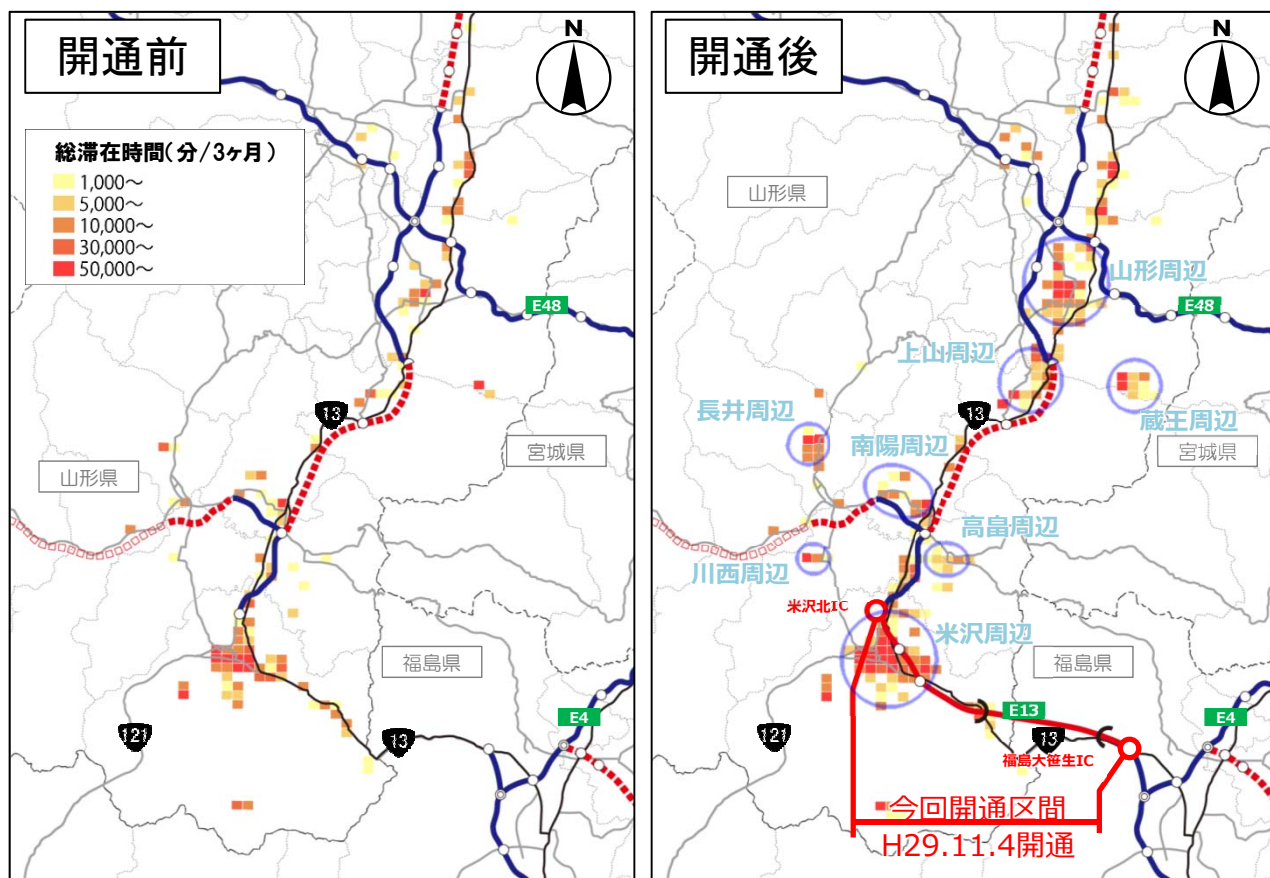 開通前
N
総滞在時間(分/3ヶ月)
1,000～
5,000～
10,000～
30,000～
50,000～
E48
13
宮城県
山形県
福島県
E4
121
13
開通後
N
山形県
山形周辺
E48
上山周辺
蔵王周辺
長井周辺
13
南陽周辺
宮城県
高畠周辺
川西周辺
米沢北IC
米沢周辺
福島県
E13
E4
121
13
福島大笹生IC
今回開通区間
H29.11.4開通